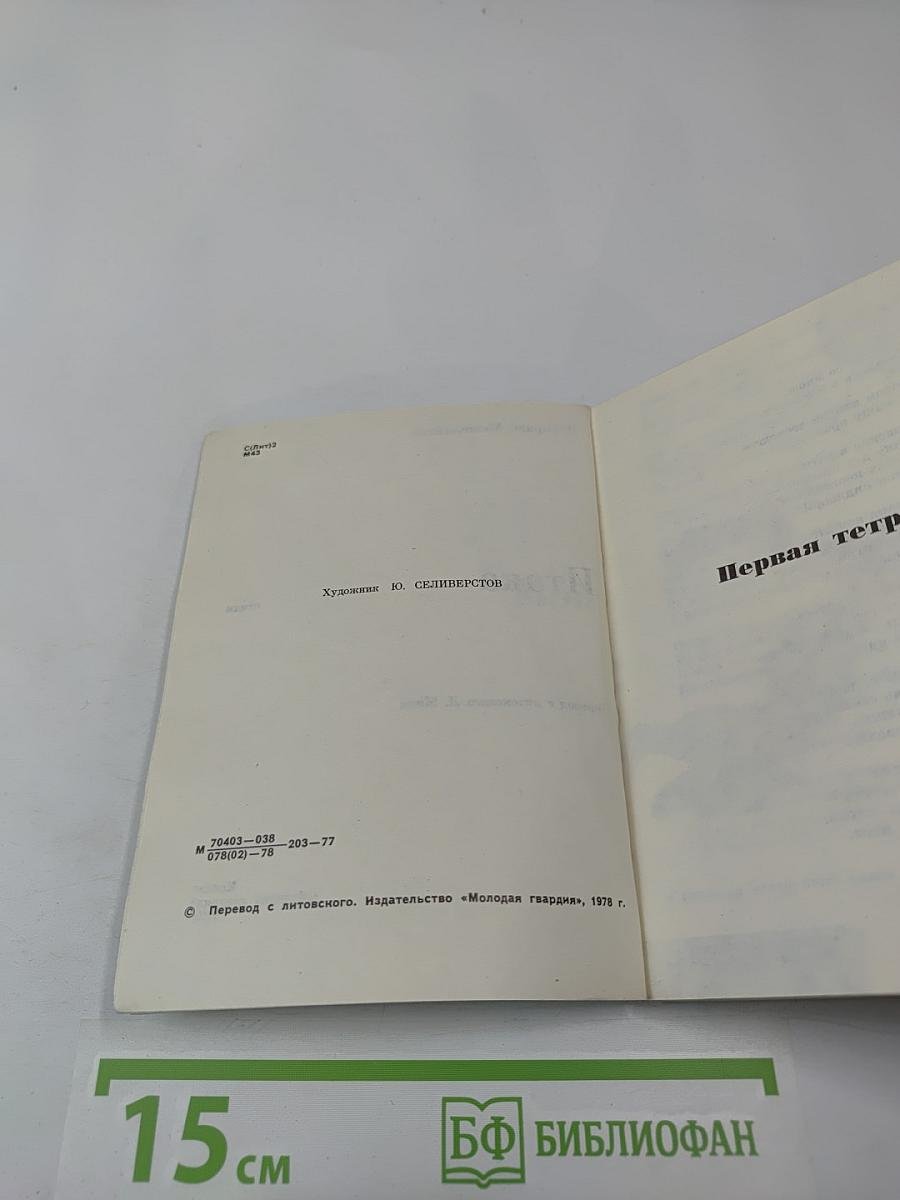 С(Лит)2
М43
Художник Ю. СЕЛИВЕРСТОВ
М 70403—038
078(02)—78 —203—77
© Перевод с литовского. Издательство «Молодая гвардия», 1978 г.
Первая тетр
15 см
БФ БИБЛИОФАН